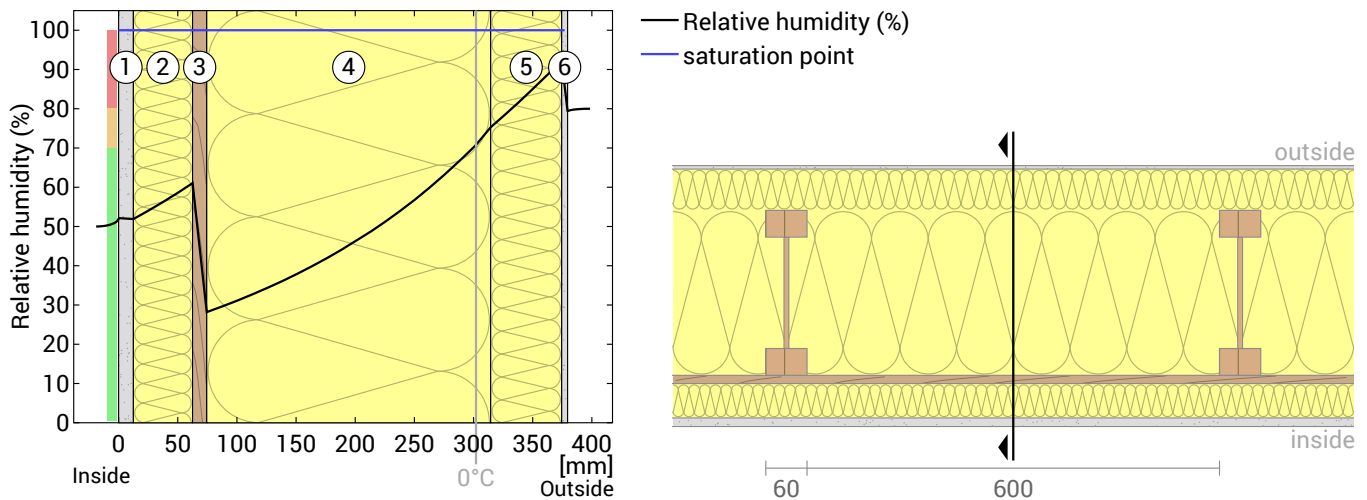 Relative humidity (%)
saturation point
Relative humidity (%)
100
90
80
70
60
50
40
30
20
10
0
1 2 3 4 5 6
0 50 100 150 200 250 300 350 400
[mm]
Inside
0°C
Outside
outside
inside
60 600